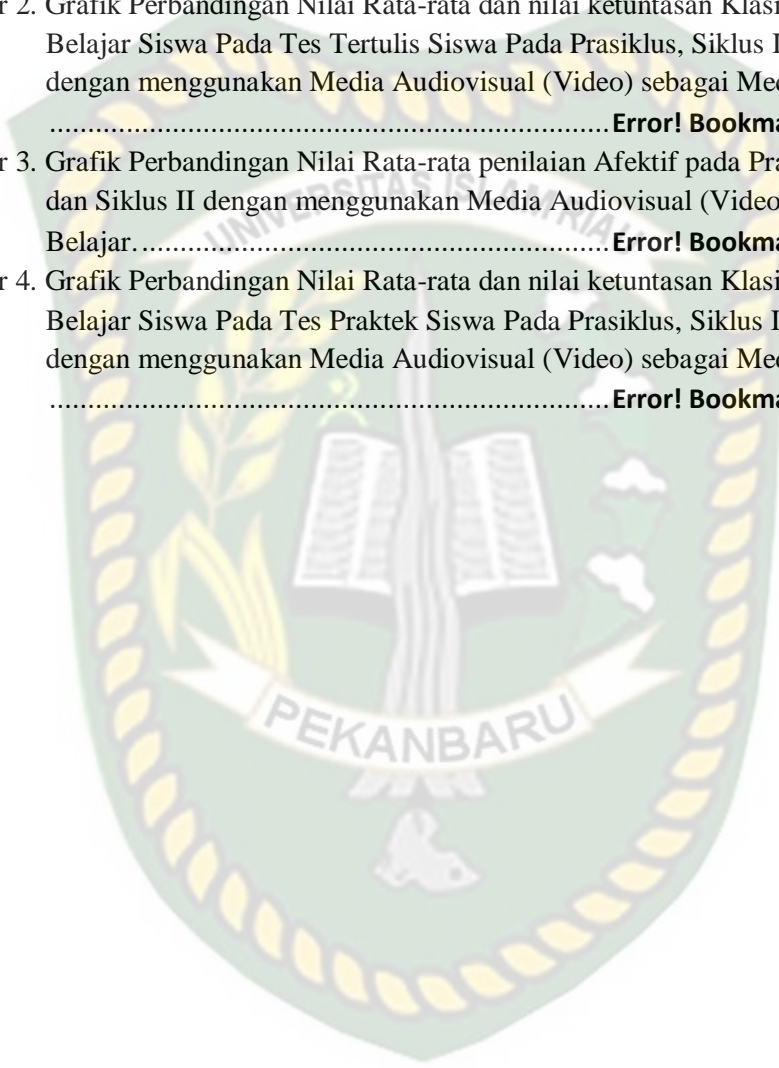 r 2. Grafik Perbandingan Nilai Rata-rata dan nilai ketuntasan Klasi
Belajar Siswa Pada Tes Tertulis Siswa Pada Prasiklus, Siklus I
dengan menggunakan Media Audiovisual (Video) sebagai Med
............................................................................Error! Bookma
r 3. Grafik Perbandingan Nilai Rata-rata penilaian Afektif pada Pra
dan Siklus II dengan menggunakan Media Audiovisual (Video
Belajar. ...............................................................Error! Bookma
r 4. Grafik Perbandingan Nilai Rata-rata dan nilai ketuntasan Klasi
Belajar Siswa Pada Tes Praktek Siswa Pada Prasiklus, Siklus I
dengan menggunakan Media Audiovisual (Video) sebagai Med
............................................................................Error! Bookma
UNIVERSITAS ISLAM RIAU
PEKANBARU